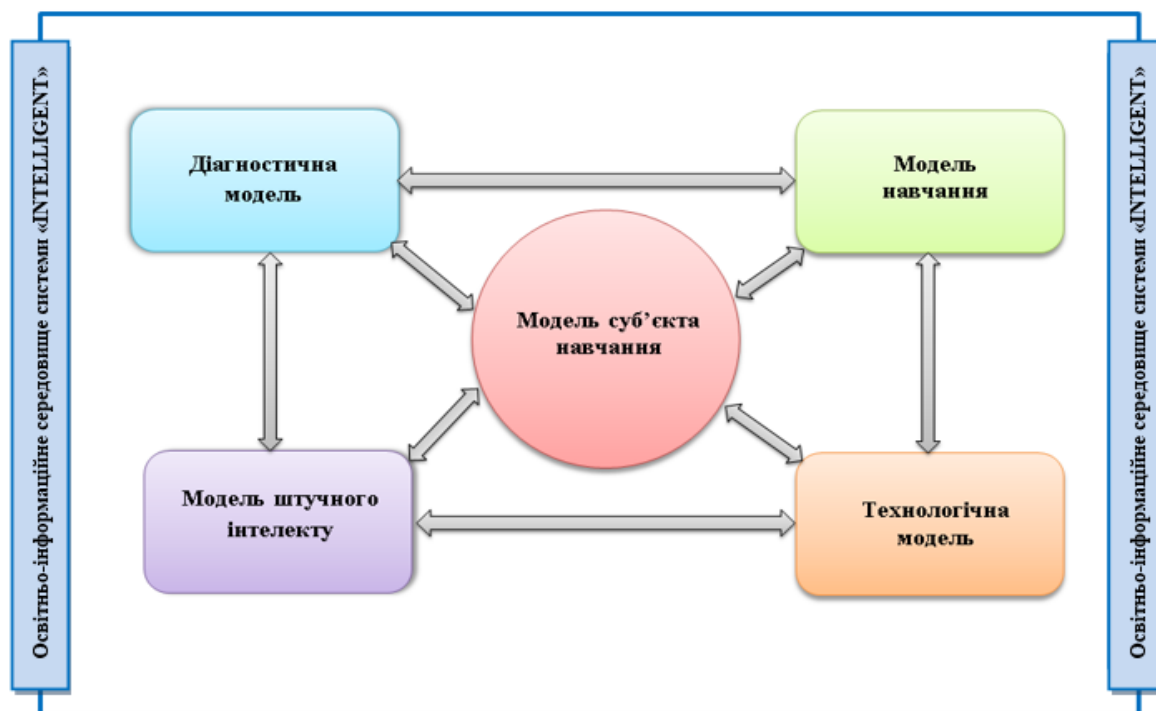 Освітньо-інформаційне середовище системи «INTELLIGENT»
Діагностична
модель
Модель
навчання
Модель суб’єкта
навчання
Модель штучного
інтелекту
Технологічна
модель
Освітньо-інформаційне середовище системи «INTELLIGENT»